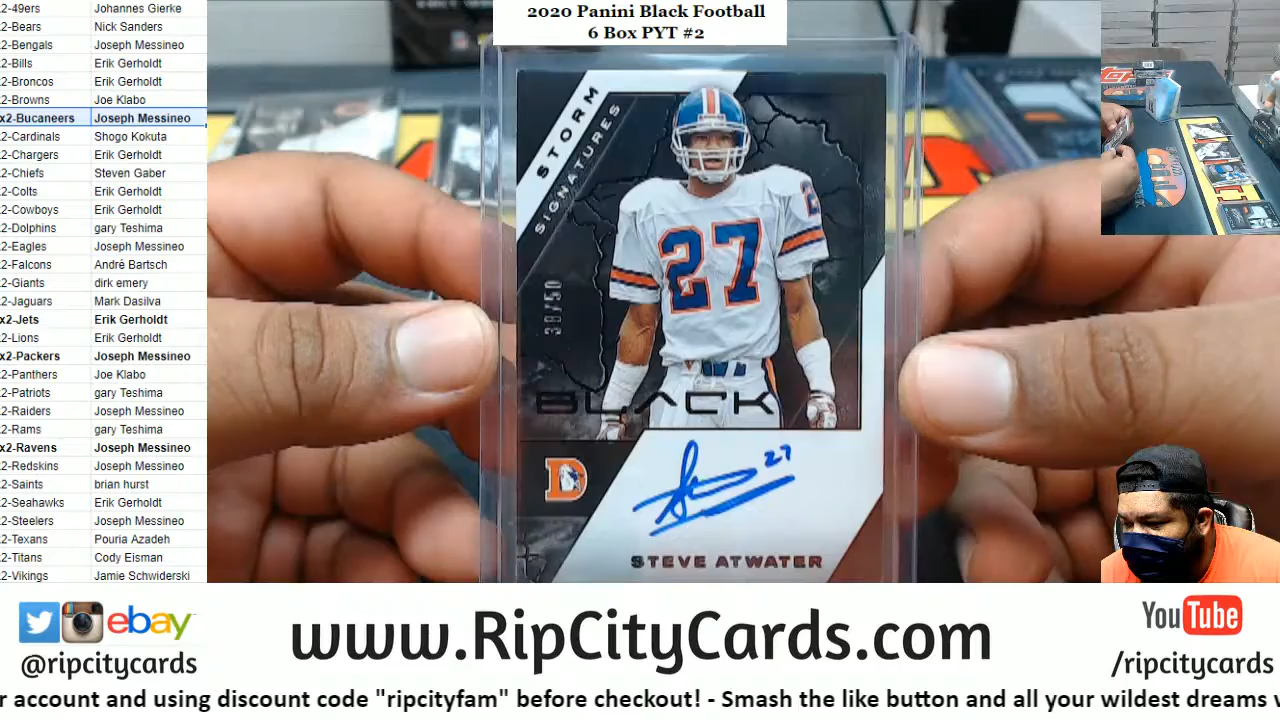 2020 Panini Black Football
6 Box PYT #2
2-49ers Johannes Gierke
2-Bears Nick Sanders
2-Bengals Joseph Messineo
2-Bills Erik Gerholdt
2-Broncos Erik Gerholdt
2-Browns Joe Klabo
x2-Bucaneers Joseph Messineo
2-Cardinals Shogo Kokuta
2-Chargers Erik Gerholdt
2-Chiefs Steven Gaber
2-Colts Erik Gerholdt
2-Cowboys Erik Gerholdt
2-Dolphins gary Teshima
2-Eagles Joseph Messineo
2-Falcons Andrè Bartsch
2-Giants dirk emery
2-Jaguars Mark Dasilva
x2-Jets Erik Gerholdt
2-Lions Erik Gerholdt
x2-Packers Joseph Messineo
2-Panthers Joe Klabo
2-Patriots gary Teshima
2-Raiders Joseph Messineo
2-Rams gary Teshima
x2-Ravens Joseph Messineo
2-Redskins Joseph Messineo
2-Saints brian hurst
2-Seahawks Erik Gerholdt
2-Steelers Joseph Messineo
2-Texans Pouria Azadeh
2-Titans Cody Eisman
2-Vikings Jamie Schwiderski
STORM
SIGNATURES
27
2
BLACK
D
27
STEVE ATWATER
Topps
ebay
@ripcitycards
www.RipCityCards.com
YouTube
/ripcitycards
r account and using discount code "ripcityfam" before checkout! - Smash the like button and all your wildest dreams